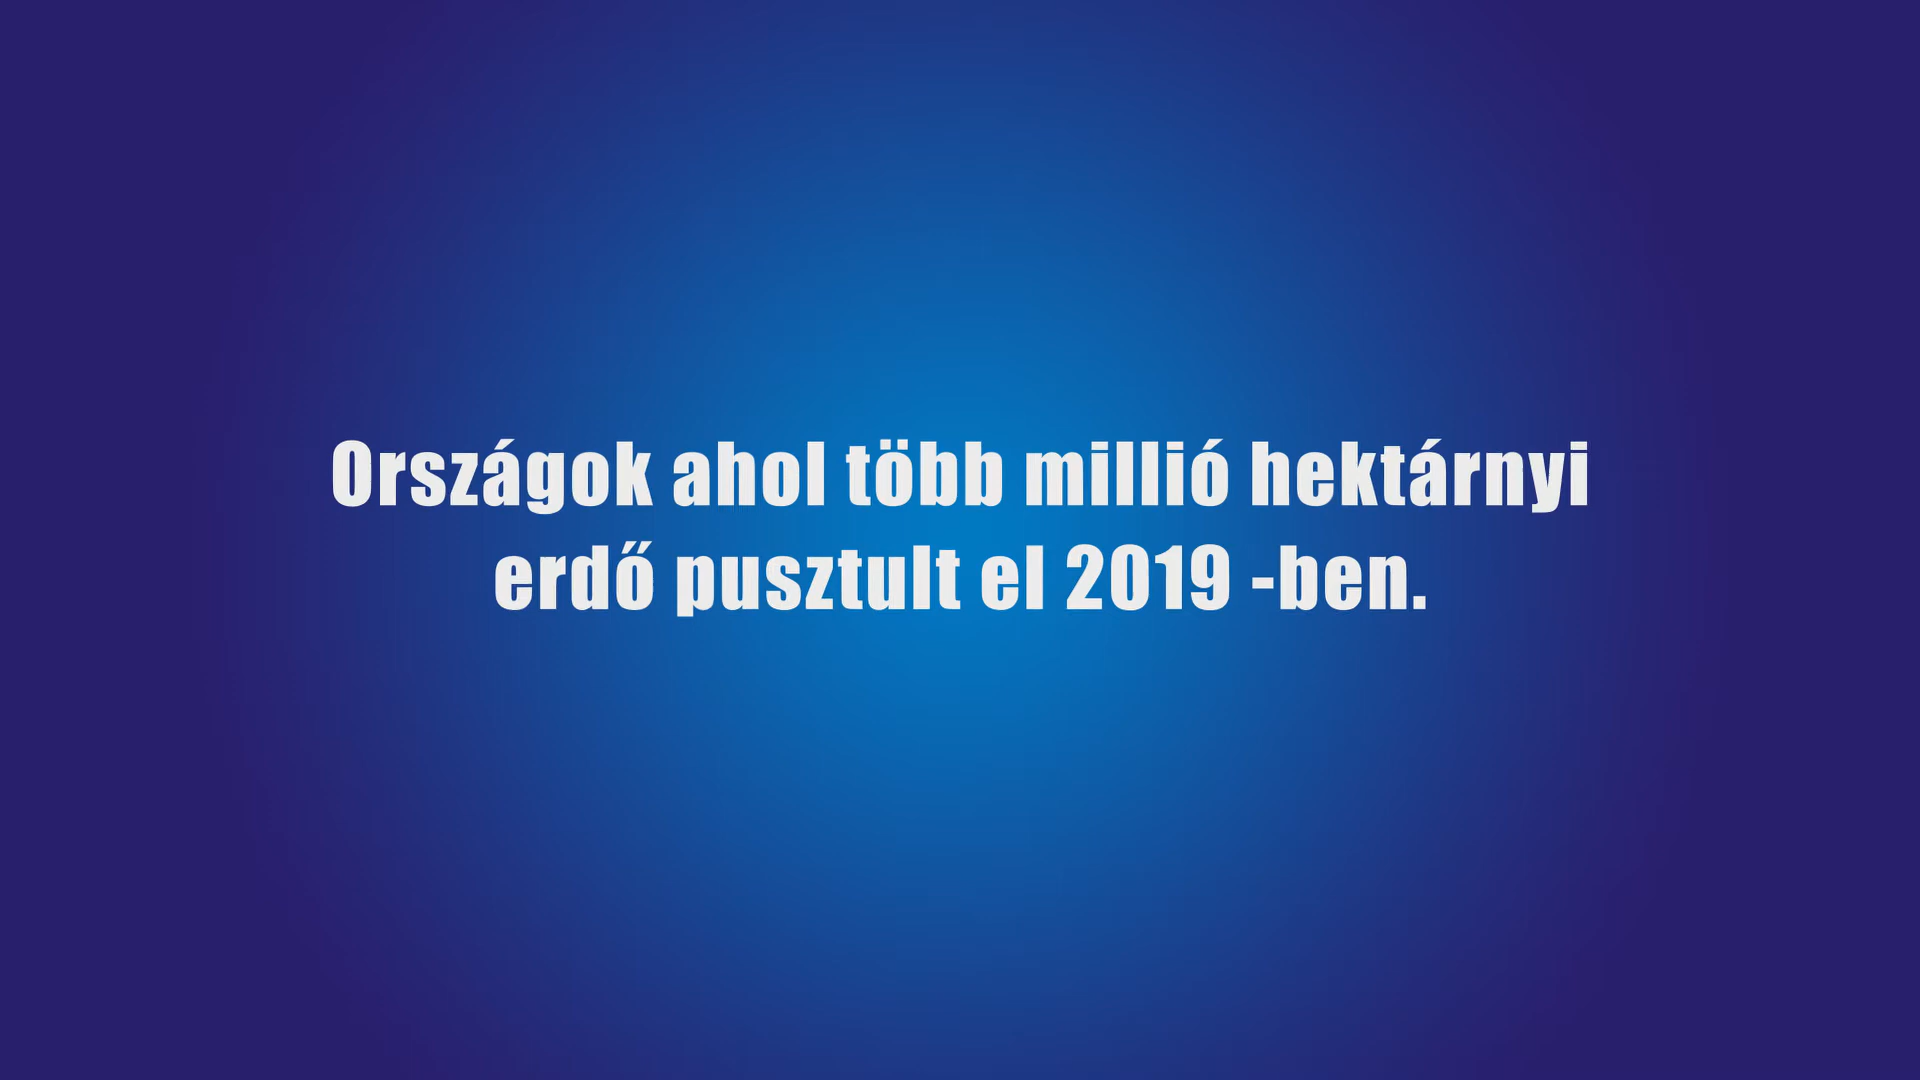 Országok ahol több millió hektárnyi
erdő pusztult el 2019 -ben.